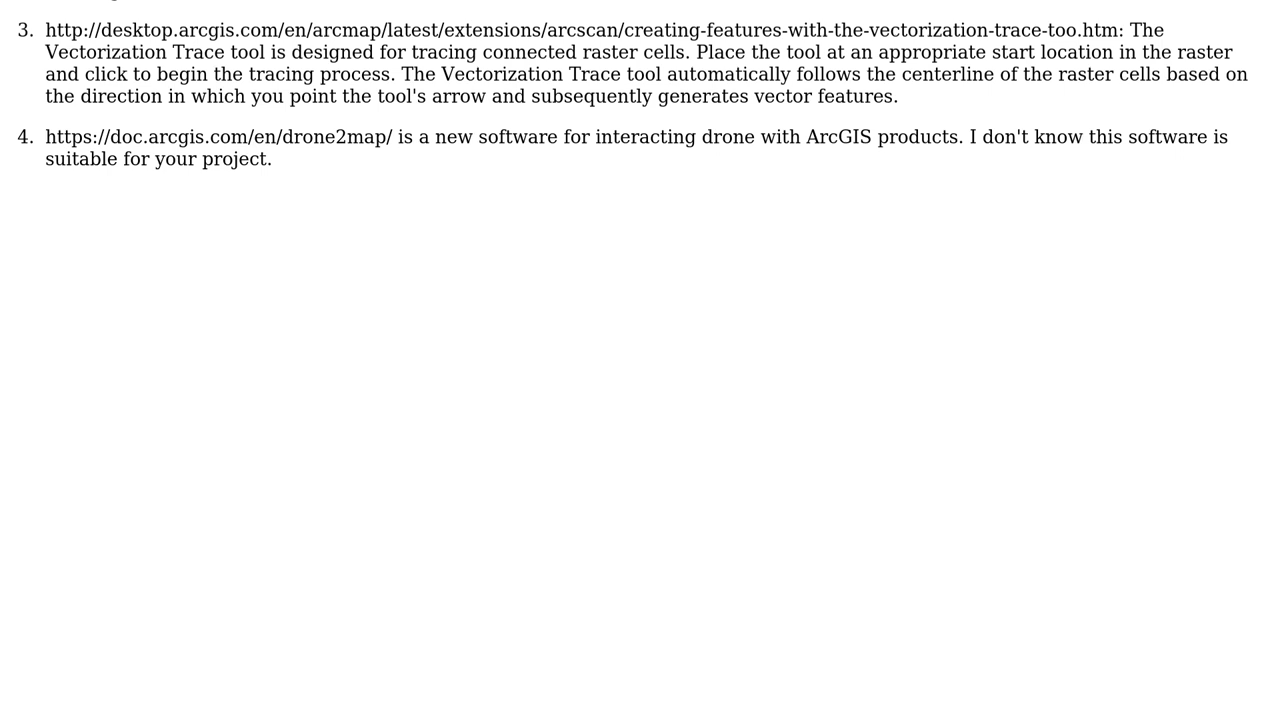 3. http://desktop.arcgis.com/en/arcmap/latest/extensions/arcscan/creating-features-with-the-vectorization-trace-too.htm: The
Vectorization Trace tool is designed for tracing connected raster cells. Place the tool at an appropriate start location in the raster
and click to begin the tracing process. The Vectorization Trace tool automatically follows the centerline of the raster cells based on
the direction in which you point the tool's arrow and subsequently generates vector features.
4. https://doc.arcgis.com/en/drone2map/ is a new software for interacting drone with ArcGIS products. I don't know this software is
suitable for your project.